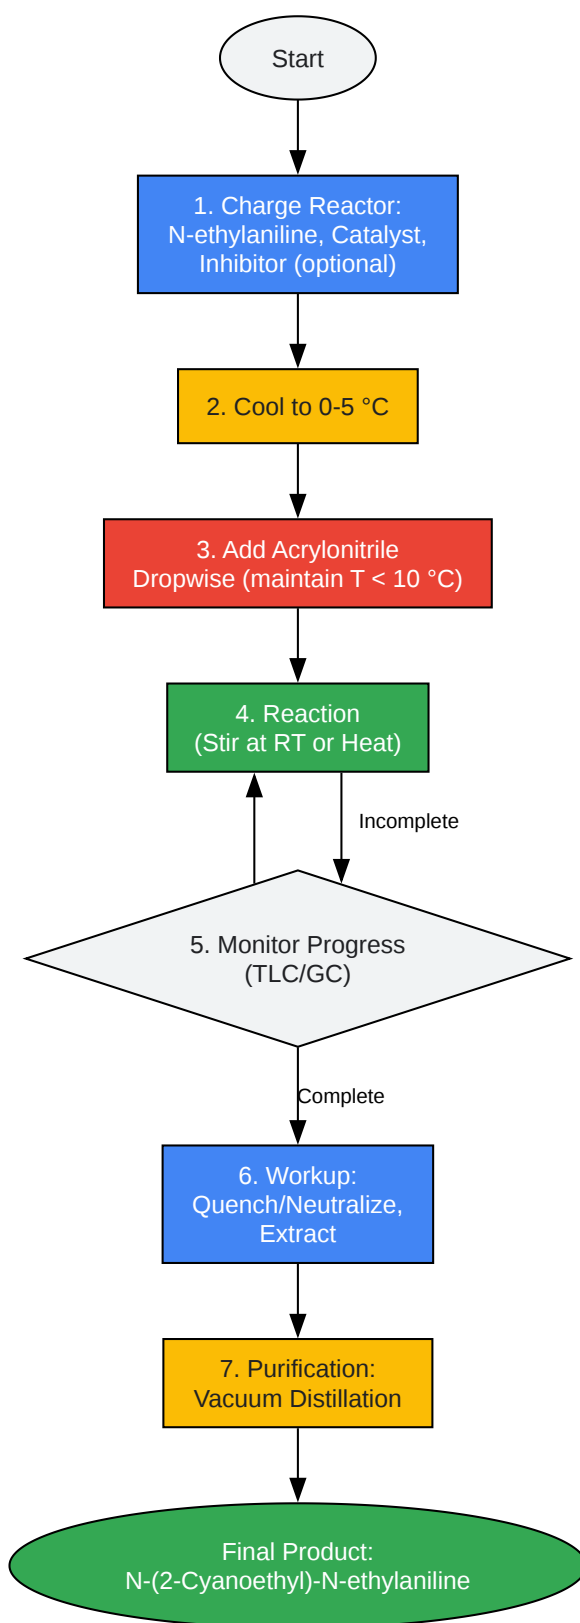 Start
1. Charge Reactor:
N-ethylaniline, Catalyst,
Inhibitor (optional)
2. Cool to 0-5 °C
3. Add Acrylonitrile
Dropwise (maintain T < 10 °C)
4. Reaction
(Stir at RT or Heat)
Incomplete
5. Monitor Progress
(TLC/GC)
Complete
6. Workup:
Quench/Neutralize,
Extract
7. Purification:
Vacuum Distillation
Final Product:
N-(2-Cyanoethyl)-N-ethylaniline